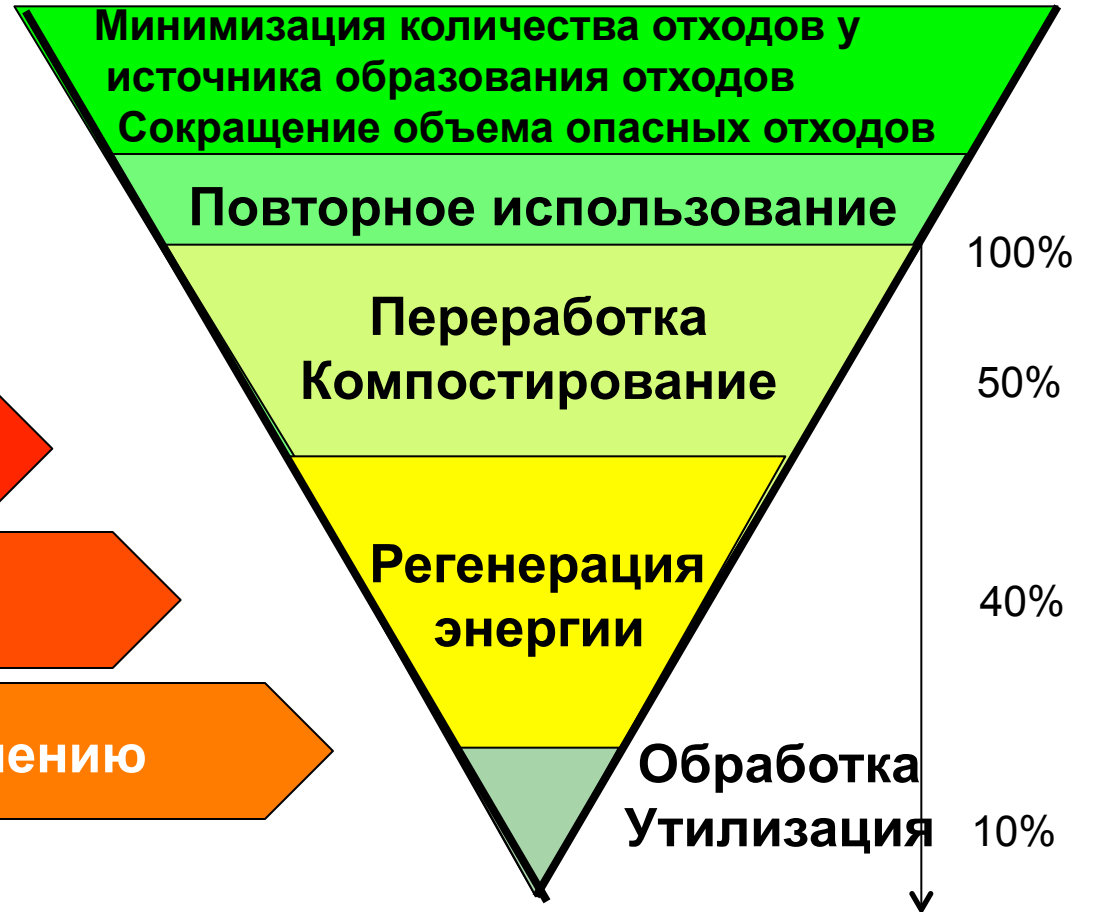 Минимизация количества отходов у
источника образования отходов
Сокращение объема опасных отходов
Повторное использование
100%
Переработка
Компостирование
50%
Регенерация
энергии
40%
Обработка
Утилизация
10%